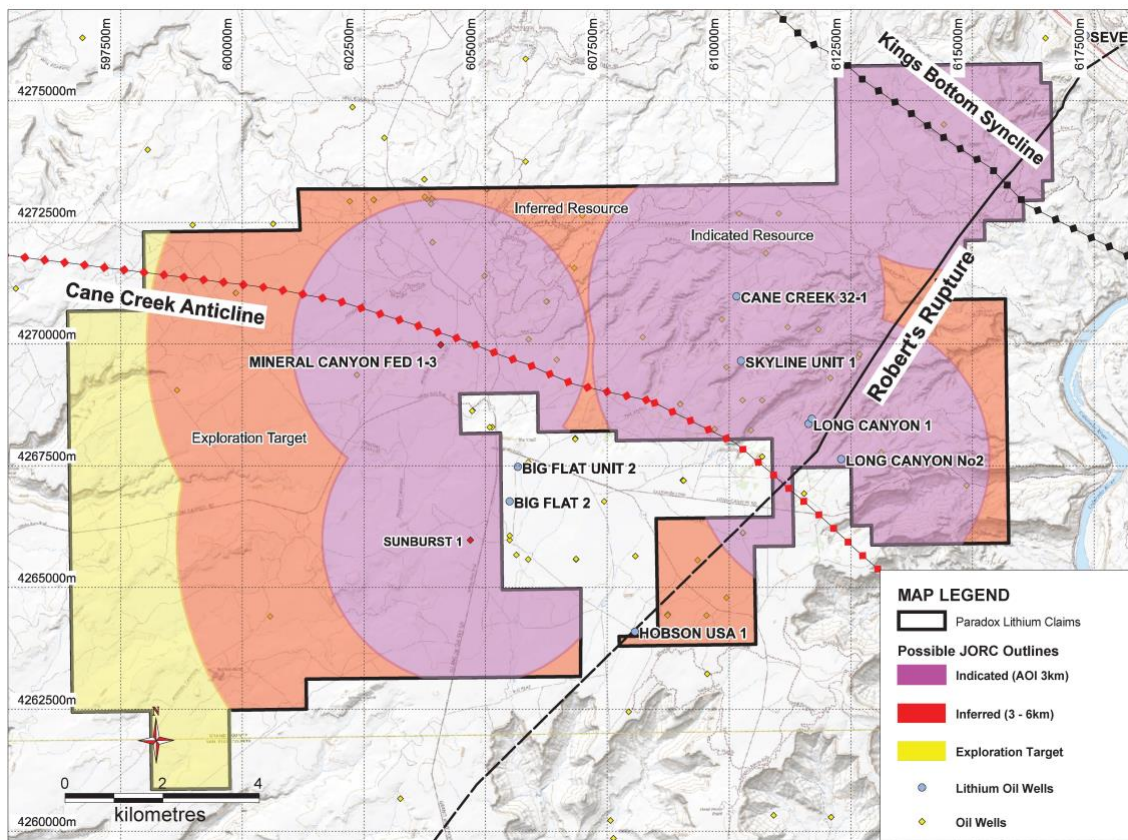 597500m
600000m
602500m
605000m
607500m
610000m
612500m
615000m
617500m
SEVE
Kings Bottom Syncline
4275000m
4272500m
Inferred Resource
Indicated Resource
Robert's Rupture
Cane Creek Anticline
CANE CREEK 32-1
4270000m
MINERAL CANYON FED 1-3
SKYLINE UNIT 1
LONG CANYON 1
Exploration Target
LONG CANYON No2
4267500m
BIG FLAT UNIT 2
BIG FLAT 2
SUNBURST 1
4265000m
HOBSON USA 1
4262500m
N
0 2 4
kilometres
4260000m
MAP LEGEND
Paradox Lithium Claims
Possible JORC Outlines
Indicated (AOI 3km)
Inferred (3 - 6km)
Exploration Target
Lithium Oil Wells
Oil Wells